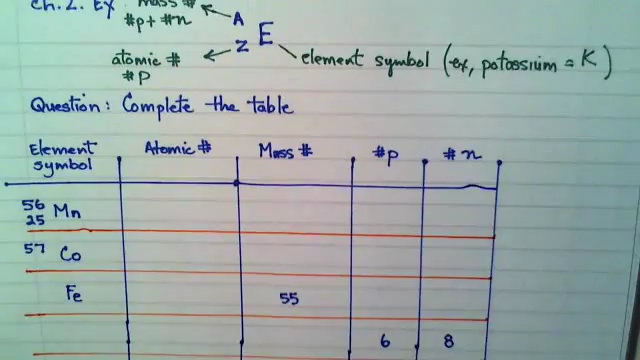 Ch. 2. Ex mass #
#p + #n
A
Z E
atomic #
#p
element symbol (ex, potassium = K)
Question: Complete the table
Element symbol Atomic # Mass # #p #n
56
25 Mn
57 Co
Fe 55
6 8